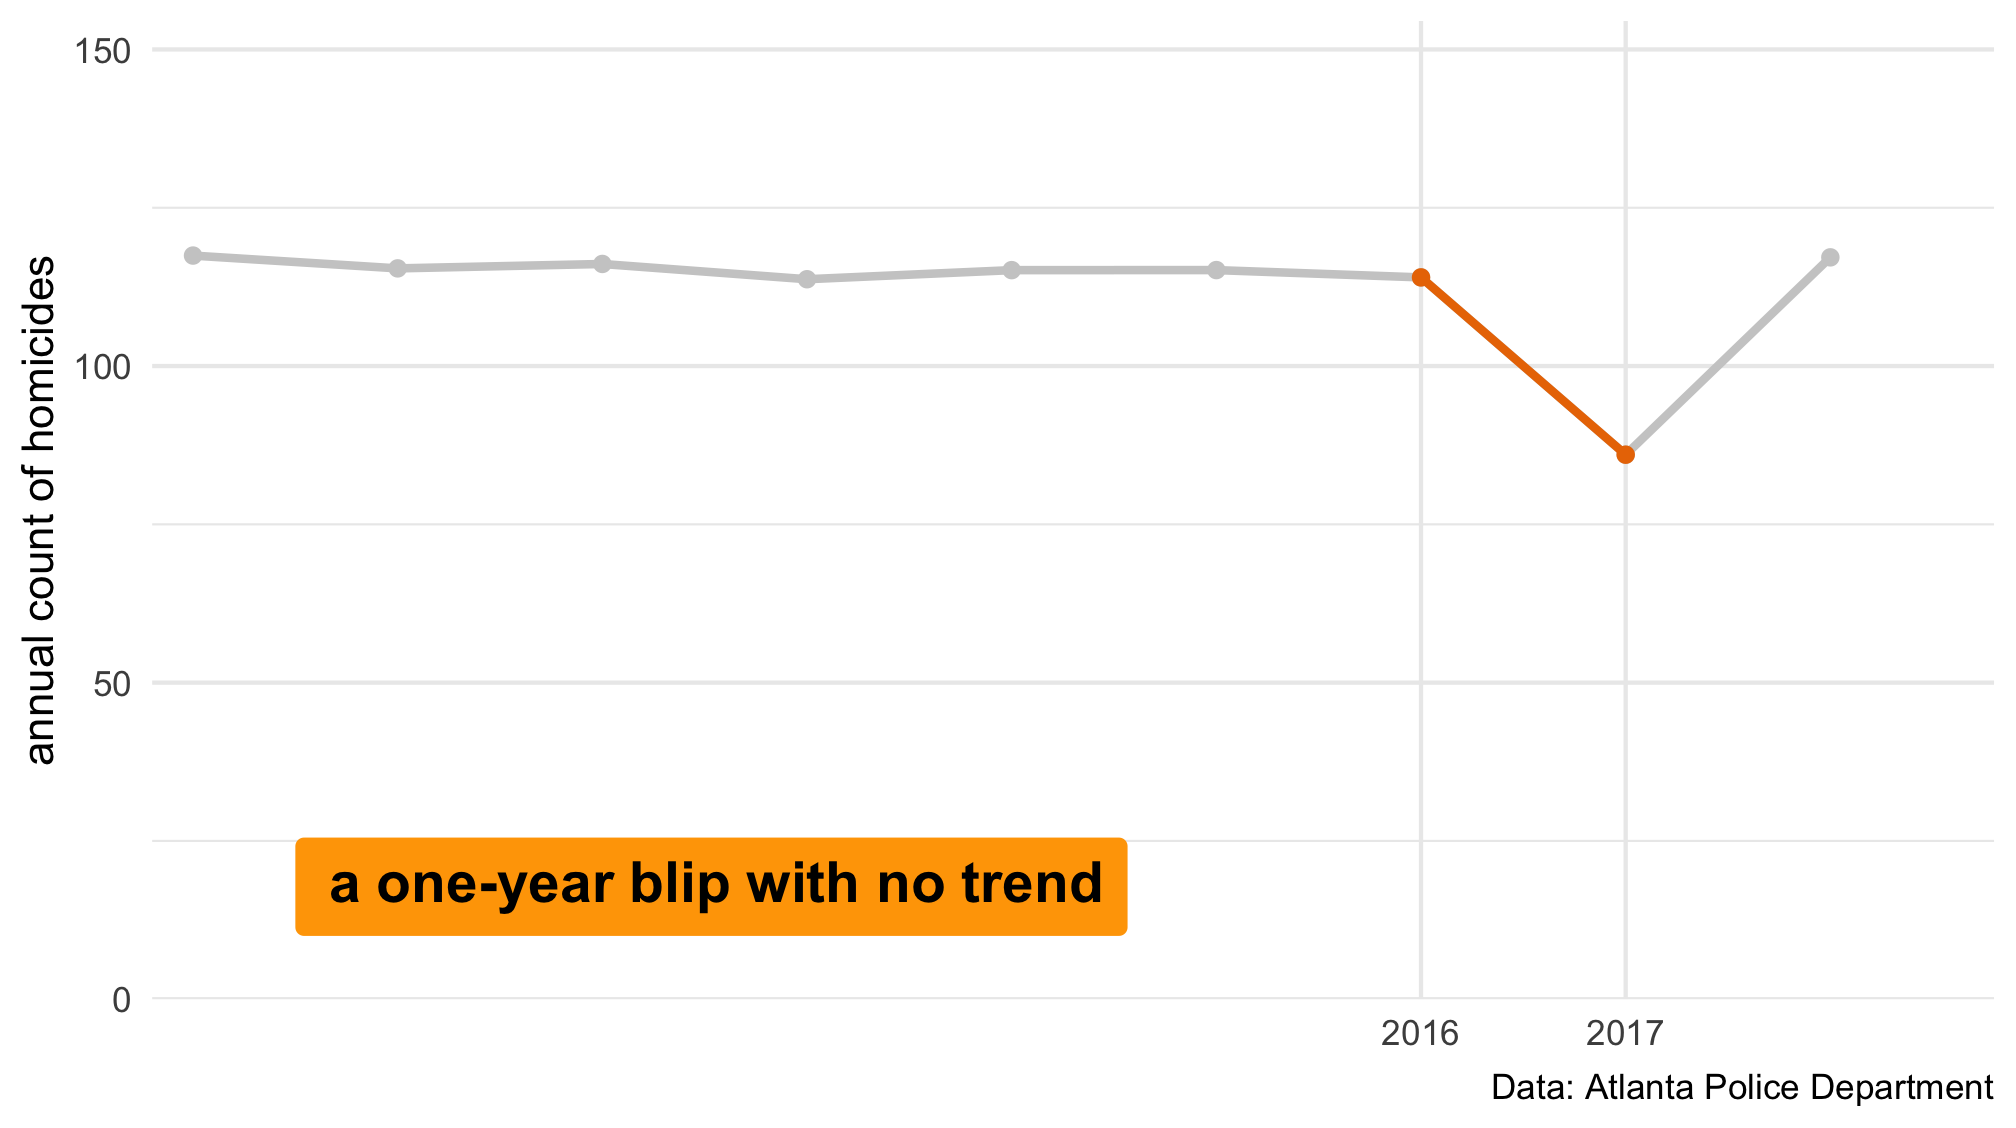 150
100
50
0
annual count of homicides
a one-year blip with no trend
2016
2017
Data: Atlanta Police Department